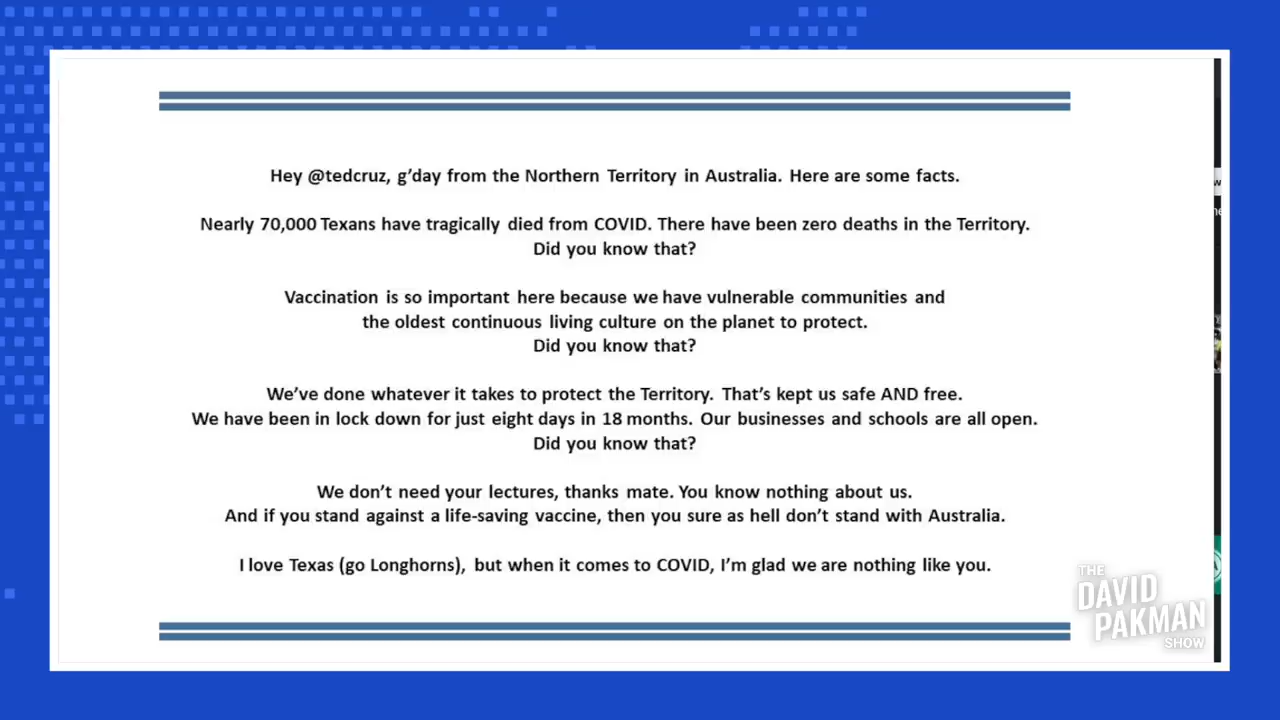 Hey @tedcruz, g'day from the Northern Territory in Australia. Here are some facts.
Nearly 70,000 Texans have tragically died from COVID. There have been zero deaths in the Territory.
Did you know that?
Vaccination is so important here because we have vulnerable communities and
the oldest continuous living culture on the planet to protect.
Did you know that?
We've done whatever it takes to protect the Territory. That's kept us safe AND free.
We have been in lock down for just eight days in 18 months. Our businesses and schools are all open.
Did you know that?
We don't need your lectures, thanks mate. You know nothing about us.
And if you stand against a life-saving vaccine, then you sure as hell don't stand with Australia.
I love Texas (go Longhorns), but when it comes to COVID, I'm glad we are nothing like you.
THE
DAVID
PAKMAN
SHOW